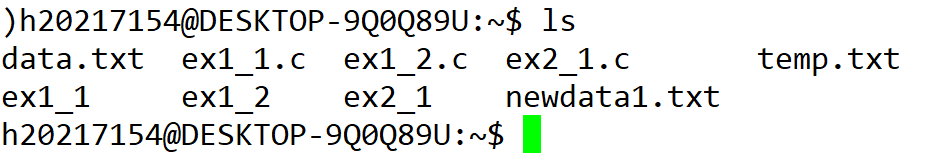 )h20217154@DESKTOP-9Q0Q89U:~$ ls
data.txt  ex1_1.c  ex1_2.c  ex2_1.c       temp.txt
ex1_1     ex1_2    ex2_1    newdata1.txt
h20217154@DESKTOP-9Q0Q89U:~$